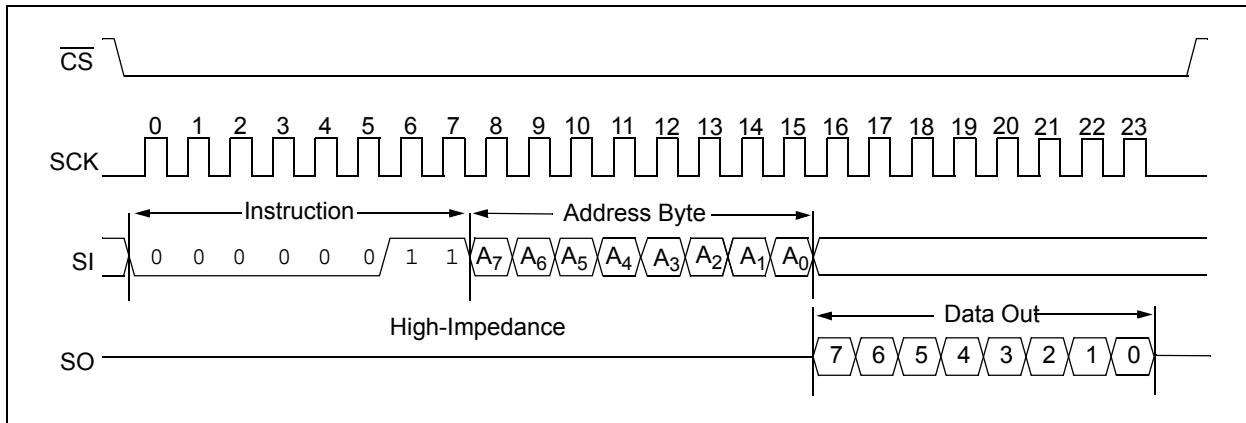 CS
0 1 2 3 4 5 6 7 8 9 10 11 12 13 14 15 16 17 18 19 20 21 22 23
SCK
Instruction Address Byte
SI 0 0 0 0 0 0 1 1 A7 A6 A5 A4 A3 A2 A1 A0
High-Impedance
Data Out
SO 7 6 5 4 3 2 1 0